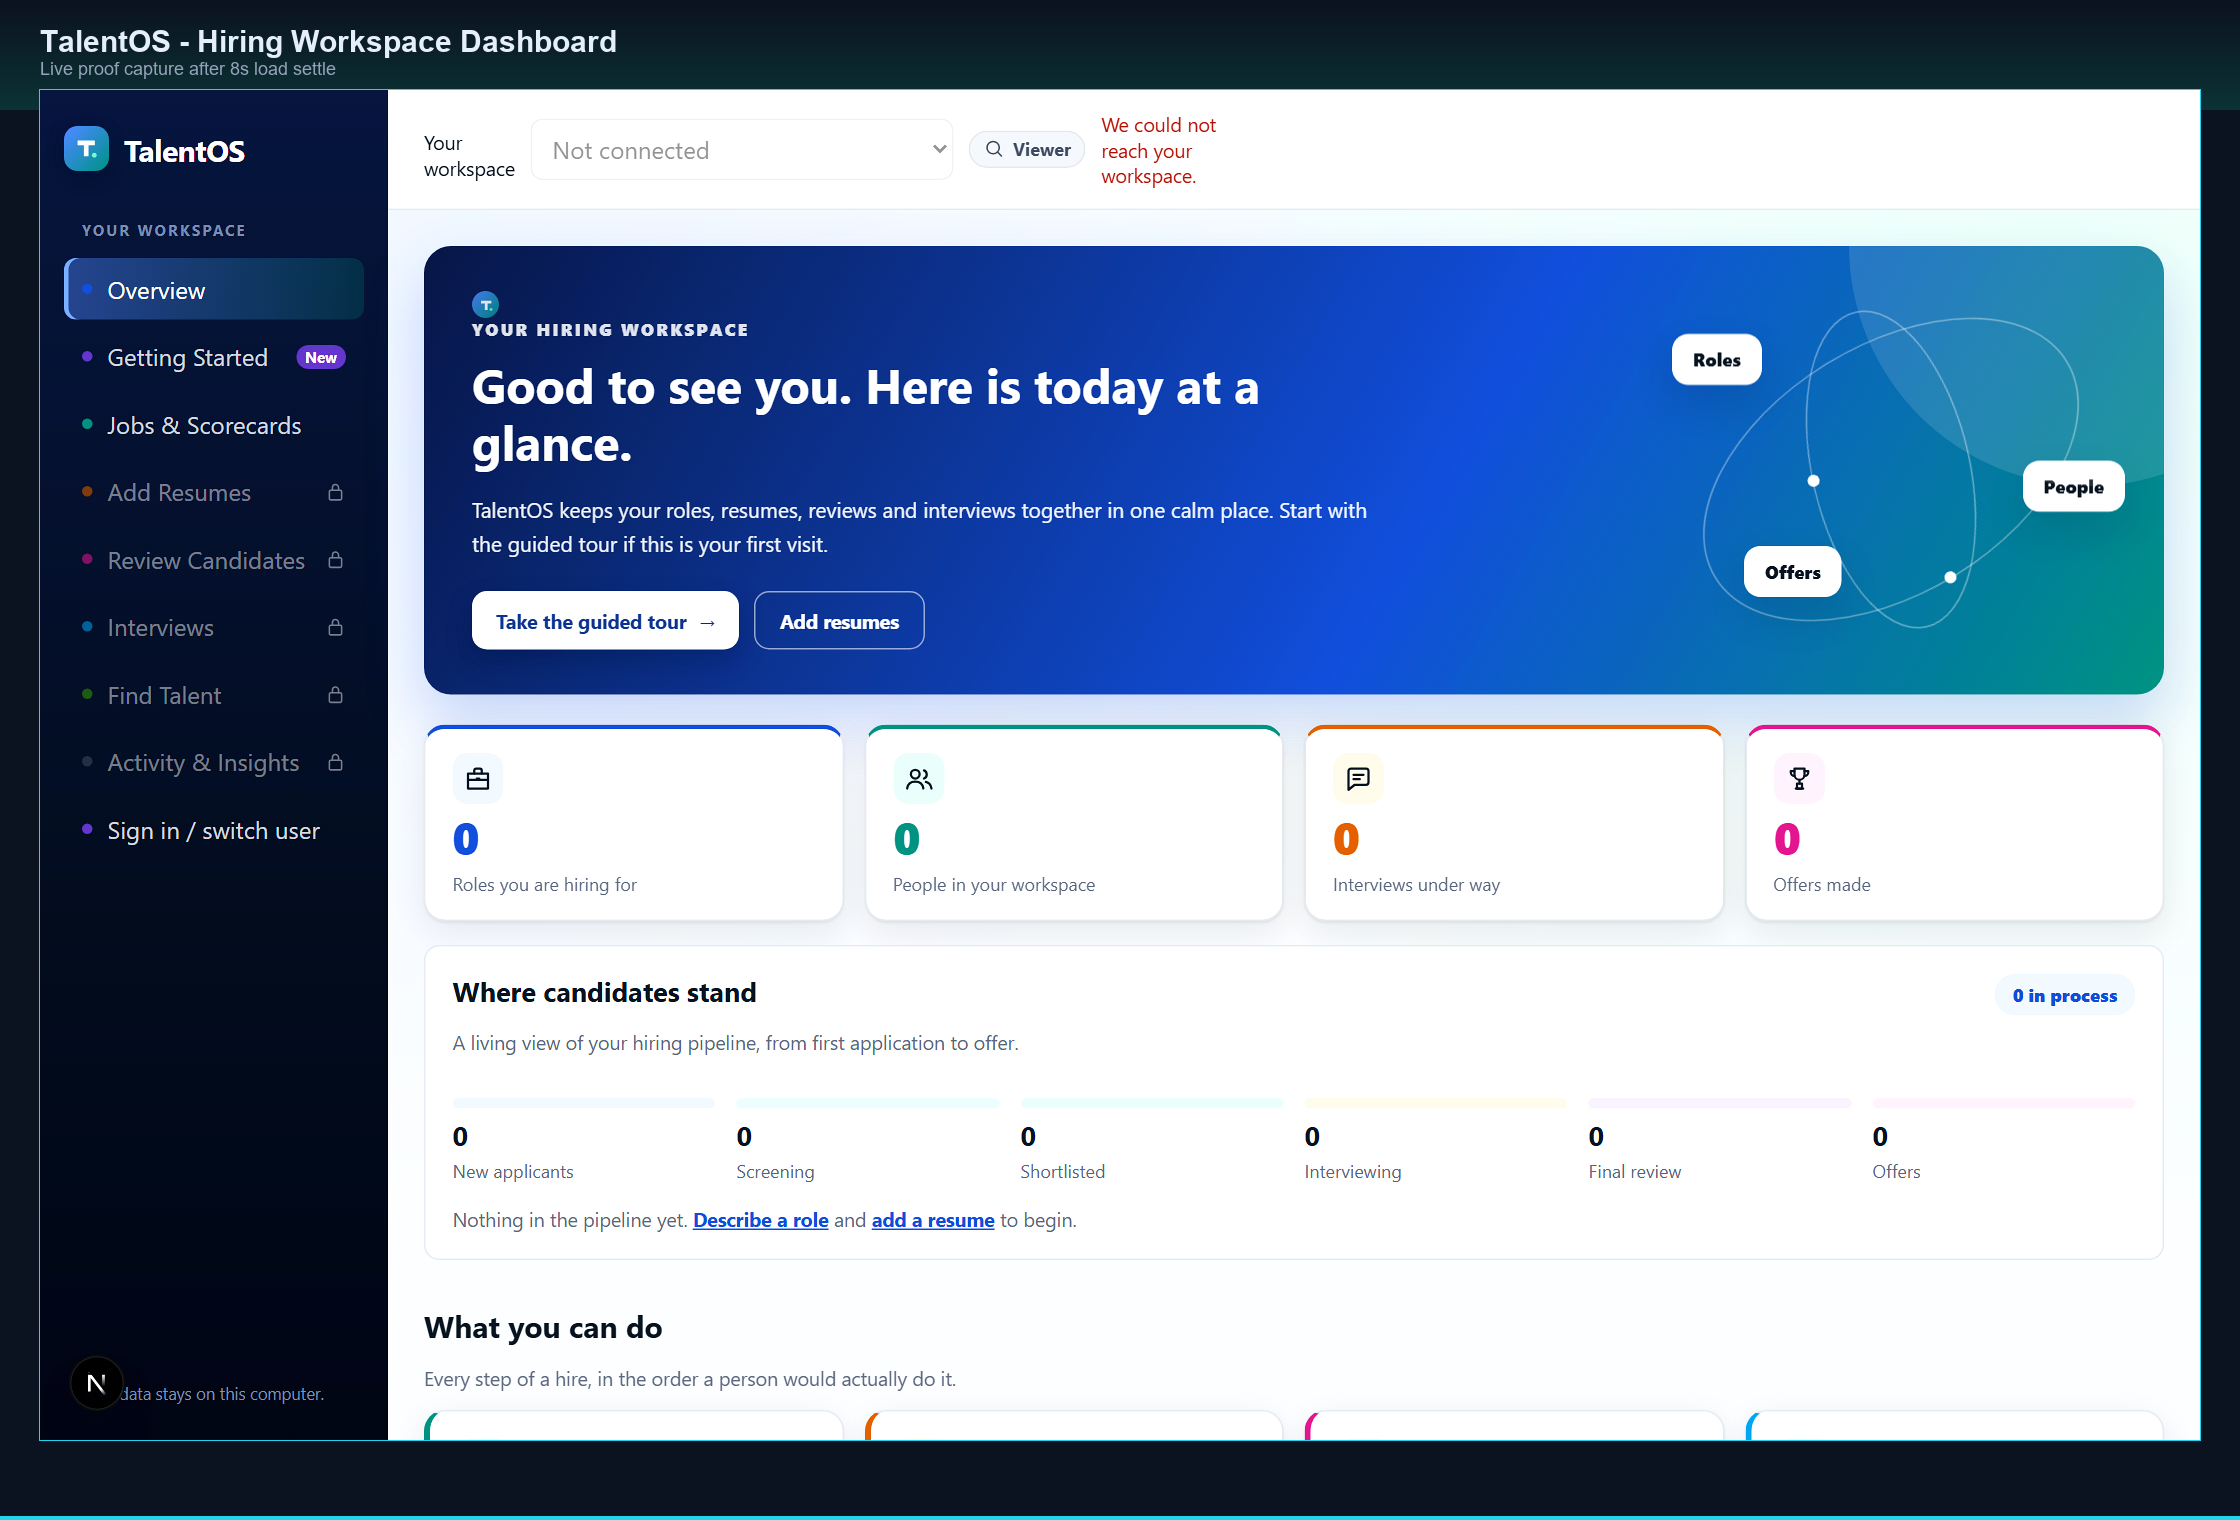 TalentOS - Hiring Workspace Dashboard
Live proof capture after 8s load settle
T.
TalentOS
YOUR WORKSPACE
Overview
Getting Started
New
Jobs & Scorecards
Add Resumes
Review Candidates
Interviews
Find Talent
Activity & Insights
Sign in / switch user
N
data stays on this computer.
Your
workspace
Not connected
Viewer
We could not
reach your
workspace.
T.
YOUR HIRING WORKSPACE
Good to see you. Here is today at a
glance.
TalentOS keeps your roles, resumes, reviews and interviews together in one calm place. Start with
the guided tour if this is your first visit.
Take the guided tour →
Add resumes
Roles
People
Offers
0
Roles you are hiring for
0
People in your workspace
0
Interviews under way
0
Offers made
Where candidates stand
0 in process
A living view of your hiring pipeline, from first application to offer.
0
New applicants
0
Screening
0
Shortlisted
0
Interviewing
0
Final review
0
Offers
Nothing in the pipeline yet. Describe a role and add a resume to begin.
What you can do
Every step of a hire, in the order a person would actually do it.